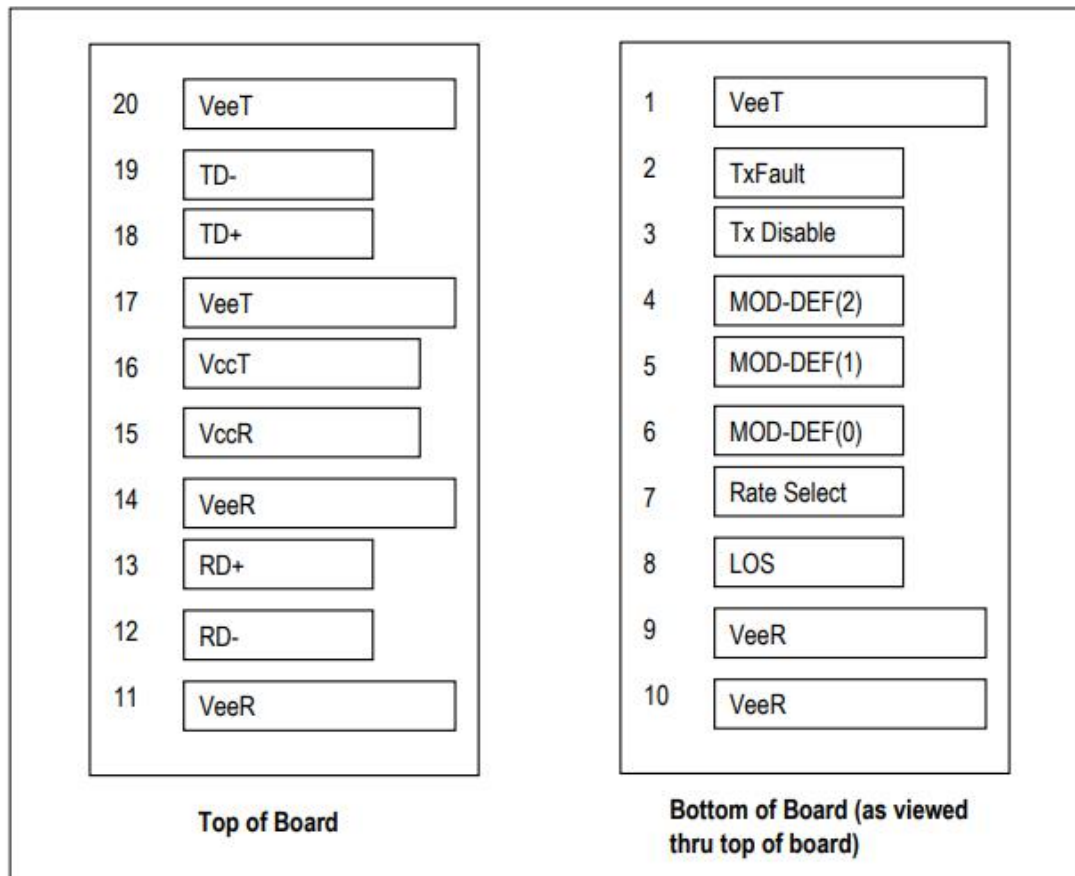 20 VeeT
19 TD-
18 TD+
17 VeeT
16 VccT
15 VccR
14 VeeR
13 RD+
12 RD-
11 VeeR
Top of Board
1 VeeT
2 TxFault
3 Tx Disable
4 MOD-DEF(2)
5 MOD-DEF(1)
6 MOD-DEF(0)
7 Rate Select
8 LOS
9 VeeR
10 VeeR
Bottom of Board (as viewed
thru top of board)